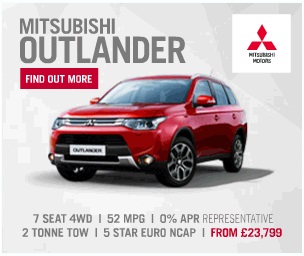 MITSUBISHI
OUTLANDER
FIND OUT MORE
MITSUBISHI
MOTORS
OUTLANDER
7 SEAT 4WD | 52 MPG | 0% APR REPRESENTATIVE
2 TONNE TOW | 5 STAR EURO NCAP | FROM £23,799